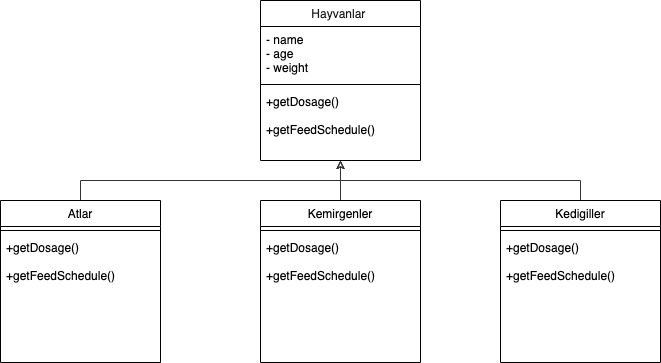 Hayvanlar
- name
- age
- weight
+getDosage()
+getFeedSchedule()
Atlar
+getDosage()
+getFeedSchedule()
Kemirgenler
+getDosage()
+getFeedSchedule()
Kedigiller
+getDosage()
+getFeedSchedule()